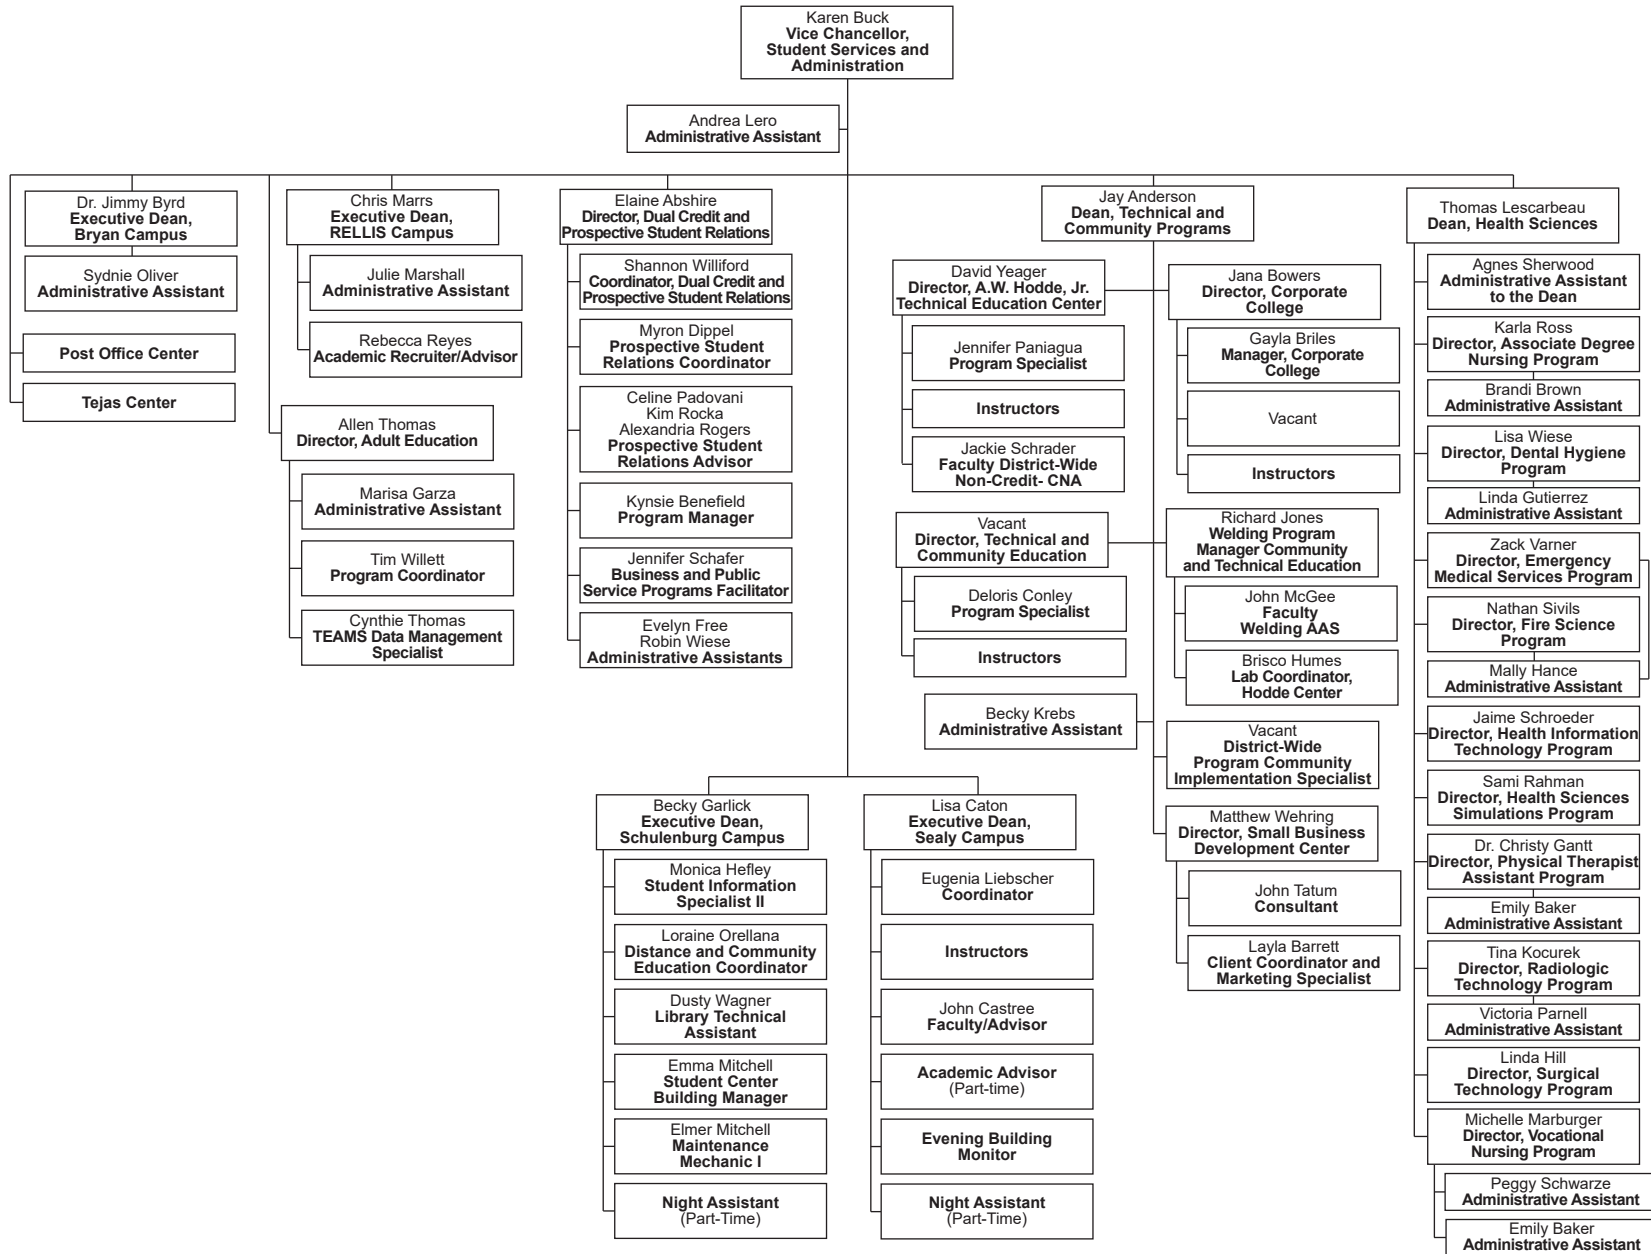 Karen Buck
Vice Chancellor,
Student Services and
Administration
Andrea Lero
Administrative Assistant
Dr. Jimmy Byrd
Executive Dean,
Bryan Campus
Sydnie Oliver
Administrative Assistant
Post Office Center
Tejas Center
Chris Marrs
Executive Dean,
RELLIS Campus
Julie Marshall
Administrative Assistant
Rebecca Reyes
Academic Recruiter/Advisor
Allen Thomas
Director, Adult Education
Marisa Garza
Administrative Assistant
Tim Willett
Program Coordinator
Cynthie Thomas
TEAMS Data Management
Specialist
Elaine Abshire
Director, Dual Credit and
Prospective Student Relations
Shannon Williford
Coordinator, Dual Credit and
Prospective Student Relations
Myron Dippel
Prospective Student
Relations Coordinator
Celine Padovani
Kim Rocka
Alexandria Rogers
Prospective Student
Relations Advisor
Kynsie Benefield
Program Manager
Jennifer Schafer
Business and Public
Service Programs Facilitator
Evelyn Free
Robin Wiese
Administrative Assistants
Becky Garlick
Executive Dean,
Schulenburg Campus
Monica Hefley
Student Information
Specialist II
Loraine Orellana
Distance and Community
Education Coordinator
Dusty Wagner
Library Technical
Assistant
Emma Mitchell
Student Center
Building Manager
Elmer Mitchell
Maintenance
Mechanic I
Night Assistant
(Part-Time)
Lisa Caton
Executive Dean,
Sealy Campus
Eugenia Liebscher
Coordinator
Instructors
John Castree
Faculty/Advisor
Academic Advisor
(Part-time)
Evening Building
Monitor
Night Assistant
(Part-Time)
Jay Anderson
Dean, Technical and
Community Programs
David Yeager
Director, A.W. Hodde, Jr.
Technical Education Center
Jennifer Paniagua
Program Specialist
Instructors
Jackie Schrader
Faculty District-Wide
Non-Credit- CNA
Jana Bowers
Director, Corporate
College
Gayla Briles
Manager, Corporate
College
Vacant
Instructors
Vacant
Director, Technical and
Community Education
Deloris Conley
Program Specialist
Instructors
Richard Jones
Welding Program
Manager Community
and Technical Education
John McGee
Faculty
Welding AAS
Brisco Humes
Lab Coordinator,
Hodde Center
Becky Krebs
Administrative Assistant
Vacant
District-Wide
Program Community
Implementation Specialist
Matthew Wehring
Director, Small Business
Development Center
John Tatum
Consultant
Layla Barrett
Client Coordinator and
Marketing Specialist
Thomas Lescarbeau
Dean, Health Sciences
Agnes Sherwood
Administrative Assistant
to the Dean
Karla Ross
Director, Associate Degree
Nursing Program
Brandi Brown
Administrative Assistant
Lisa Wiese
Director, Dental Hygiene
Program
Linda Gutierrez
Administrative Assistant
Zack Varner
Director, Emergency
Medical Services Program
Nathan Sivils
Director, Fire Science
Program
Mally Hance
Administrative Assistant
Jaime Schroeder
Director, Health Information
Technology Program
Sami Rahman
Director, Health Sciences
Simulations Program
Dr. Christy Gantt
Director, Physical Therapist
Assistant Program
Emily Baker
Administrative Assistant
Tina Kocurek
Director, Radiologic
Technology Program
Victoria Parnell
Administrative Assistant
Linda Hill
Director, Surgical
Technology Program
Michelle Marburger
Director, Vocational
Nursing Program
Peggy Schwarze
Administrative Assistant
Emily Baker
Administrative Assistant